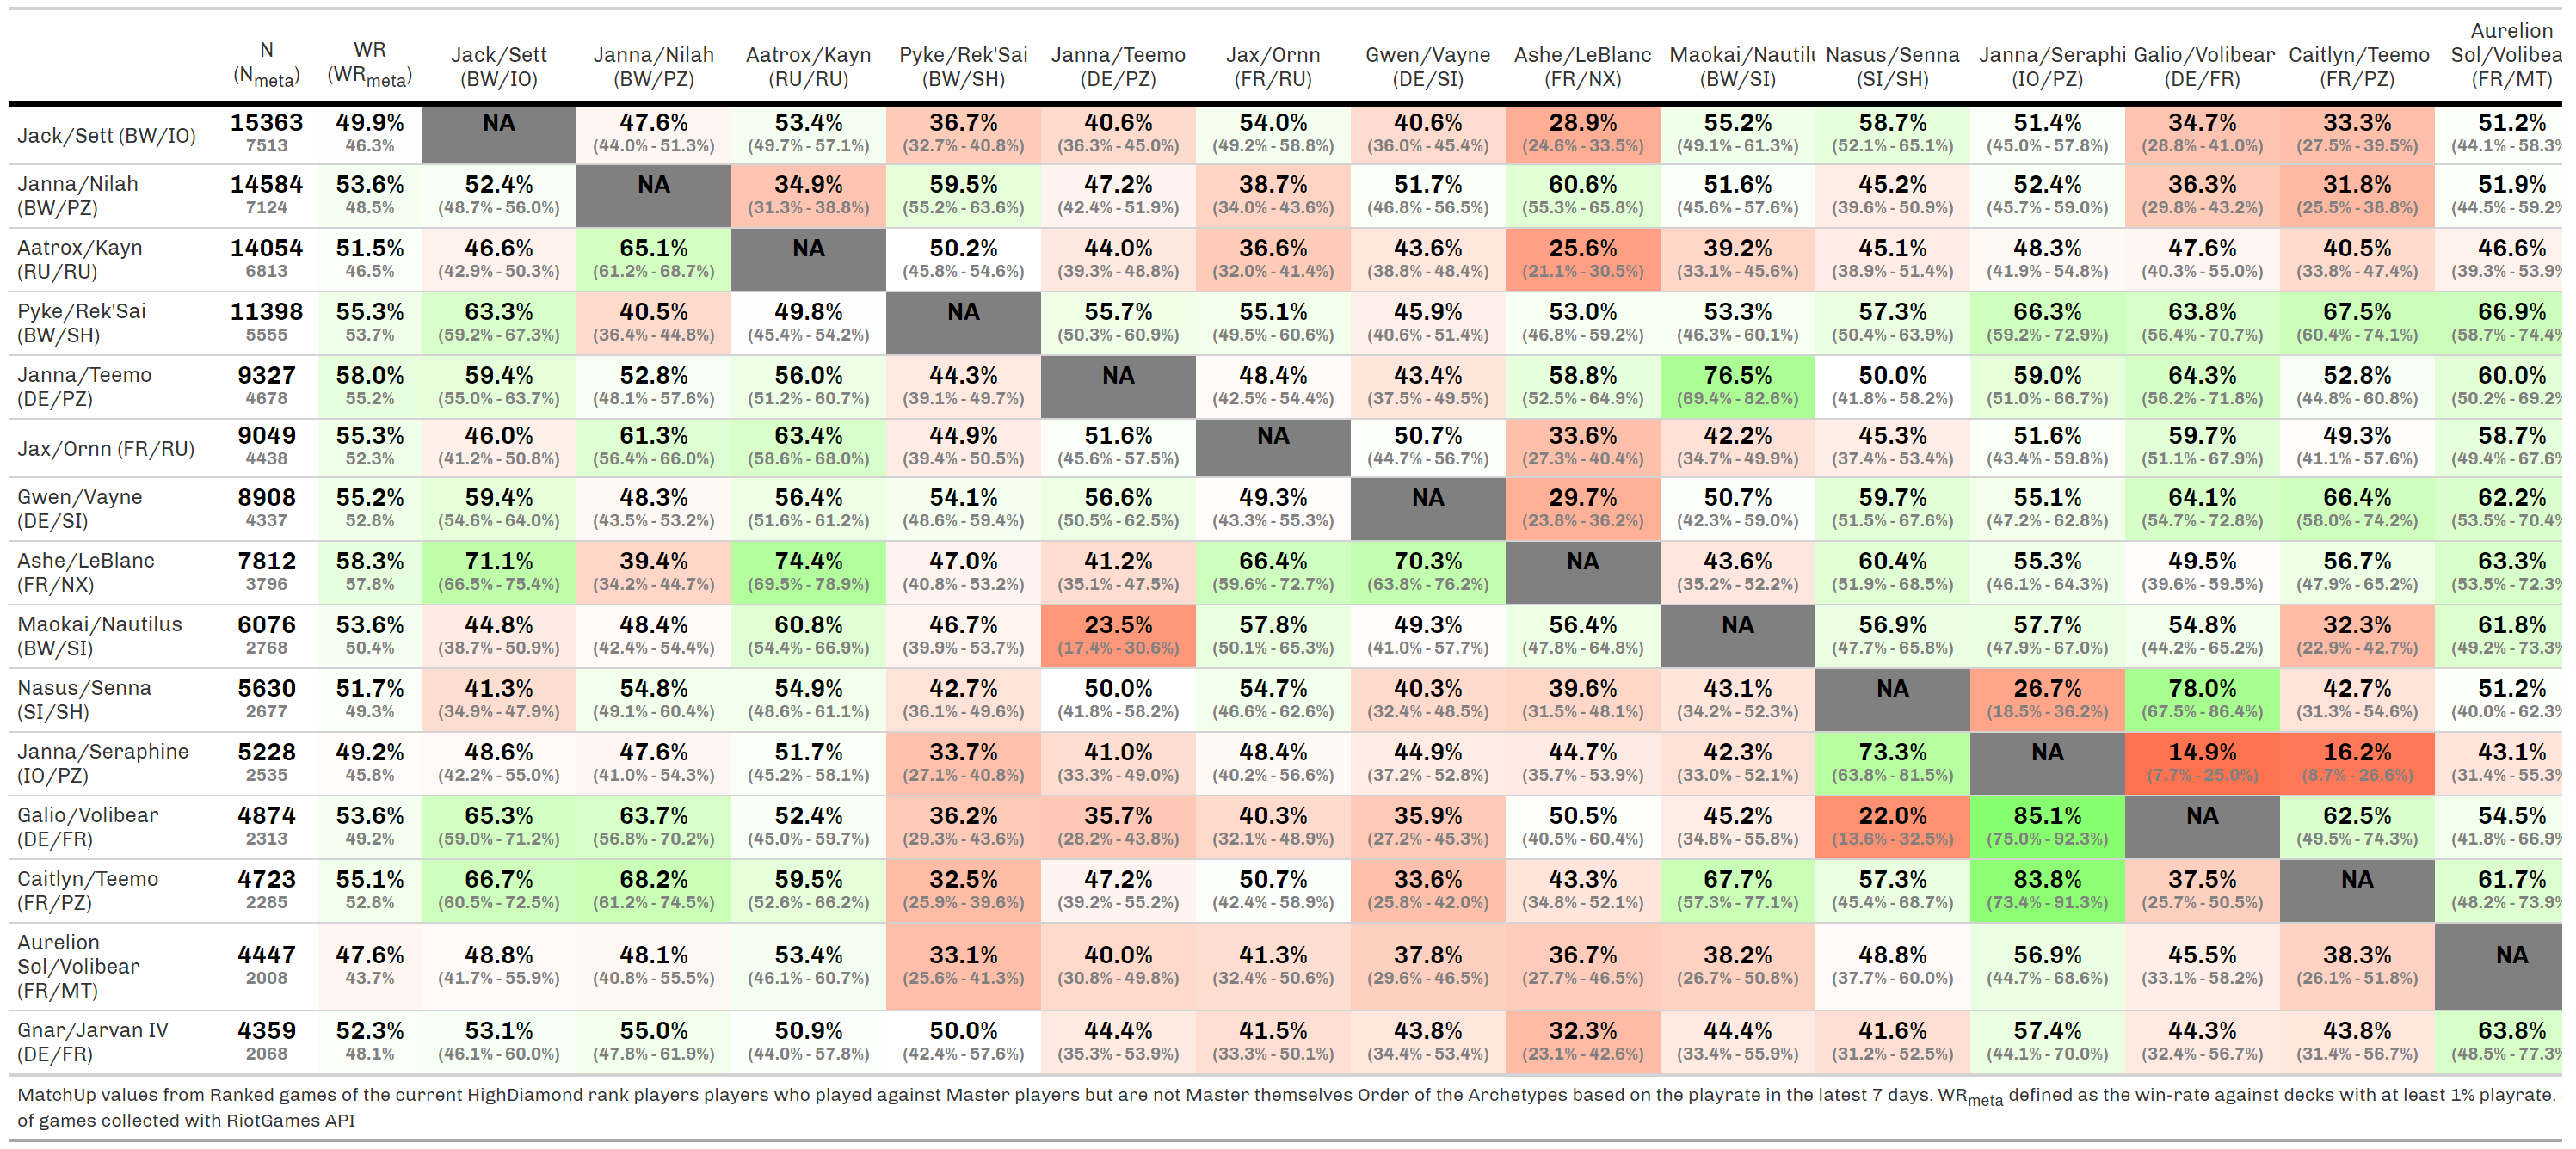 N (N_meta) WR (WR_meta) Jack/Sett (BW/IO) Janna/Nilah (BW/PZ) Aatrox/Kayn (RU/RU) Pyke/Rek'Sai (BW/SH) Janna/Teemo (DE/PZ) Jax/Ornn (FR/RU) Gwen/Vayne (DE/SI) Ashe/LeBlanc (FR/NX) Maokai/Nautilu (BW/SI) Nasus/Senna (SI/SH) Janna/Seraphi (IO/PZ) Galio/Volibear (DE/FR) Caitlyn/Teemo (FR/PZ) Aurelion Sol/Volibea (FR/MT)
Jack/Sett (BW/IO) 15363 49.9% NA 47.6% 53.4% 36.7% 40.6% 54.0% 40.6% 28.9% 55.2% 58.7% 51.4% 34.7% 33.3% 51.2%
7513 46.3% (44.0% - 51.3%) (49.7% - 57.1%) (32.7% - 40.8%) (36.3% - 45.0%) (49.2% - 58.8%) (36.0% - 45.4%) (24.6% - 33.5%) (49.1% - 61.3%) (52.1% - 65.1%) (45.0% - 57.8%) (28.8% - 41.0%) (27.5% - 39.5%) (44.1% - 58.3%
Janna/Nilah 14584 53.6% 52.4% NA 34.9% 59.5% 47.2% 38.7% 51.7% 60.6% 51.6% 45.2% 52.4% 36.3% 31.8% 51.9%
(BW/PZ) 7124 48.5% (48.7% - 56.0%) (31.3% - 38.8%) (55.2% - 63.6%) (42.4% - 51.9%) (34.0% - 43.6%) (46.8% - 56.5%) (55.3% - 65.8%) (45.6% - 57.6%) (39.6% - 50.9%) (45.7% - 59.0%) (29.8% - 43.2%) (25.5% - 38.8%) (44.5% - 59.2%
Aatrox/Kayn 14054 51.5% 46.6% 65.1% NA 50.2% 44.0% 36.6% 43.6% 25.6% 39.2% 45.1% 48.3% 47.6% 40.5% 46.6%
(RU/RU) 6813 46.5% (42.9% - 50.3%) (61.2% - 68.7%) (45.8% - 54.6%) (39.3% - 48.8%) (32.0% - 41.4%) (38.8% - 48.4%) (21.1% - 30.5%) (33.1% - 45.6%) (38.9% - 51.4%) (41.9% - 54.8%) (40.3% - 55.0%) (33.8% - 47.4%) (39.3% - 53.9%
Pyke/Rek'Sai 11398 55.3% 63.3% 40.5% 49.8% NA 55.7% 55.1% 45.9% 53.0% 53.3% 57.3% 66.3% 63.8% 67.5% 66.9%
(BW/SH) 5555 53.7% (59.2% - 67.3%) (36.4% - 44.8%) (45.4% - 54.2%) (50.3% - 60.9%) (49.5% - 60.6%) (40.6% - 51.4%) (46.8% - 59.2%) (46.3% - 60.1%) (50.4% - 63.9%) (59.2% - 72.9%) (56.4% - 70.7%) (60.4% - 74.1%) (58.7% - 74.4%
Janna/Teemo 9327 58.0% 59.4% 52.8% 56.0% 44.3% NA 48.4% 43.4% 58.8% 76.5% 50.0% 59.0% 64.3% 52.8% 60.0%
(DE/PZ) 4678 55.2% (55.0% - 63.7%) (48.1% - 57.6%) (51.2% - 60.7%) (39.1% - 49.7%) (42.5% - 54.4%) (37.5% - 49.5%) (52.5% - 64.9%) (69.4% - 82.6%) (41.8% - 58.2%) (51.0% - 66.7%) (56.2% - 71.8%) (44.8% - 60.8%) (50.2% - 69.2%
Jax/Ornn (FR/RU) 9049 55.3% 46.0% 61.3% 63.4% 44.9% 51.6% NA 50.7% 33.6% 42.2% 45.3% 51.6% 59.7% 49.3% 58.7%
4438 52.3% (41.2% - 50.8%) (56.4% - 66.0%) (58.6% - 68.0%) (39.4% - 50.5%) (45.6% - 57.5%) (44.7% - 56.7%) (27.3% - 40.4%) (34.7% - 49.9%) (37.4% - 53.4%) (43.4% - 59.8%) (51.1% - 67.9%) (41.1% - 57.6%) (49.4% - 67.6%
Gwen/Vayne 8908 55.2% 59.4% 48.3% 56.4% 54.1% 56.6% 49.3% NA 29.7% 50.7% 59.7% 55.1% 64.1% 66.4% 62.2%
(DE/SI) 4337 52.8% (54.6% - 64.0%) (43.5% - 53.2%) (51.6% - 61.2%) (48.6% - 59.4%) (50.5% - 62.5%) (43.3% - 55.3%) (23.8% - 36.2%) (42.3% - 59.0%) (51.5% - 67.6%) (47.2% - 62.8%) (54.7% - 72.8%) (58.0% - 74.2%) (53.5% - 70.4%
Ashe/LeBlanc 7812 58.3% 71.1% 39.4% 74.4% 47.0% 41.2% 66.4% 70.3% NA 43.6% 60.4% 55.3% 49.5% 56.7% 63.3%
(FR/NX) 3796 57.8% (66.5% - 75.4%) (34.2% - 44.7%) (69.5% - 78.9%) (40.8% - 53.2%) (35.1% - 47.5%) (59.6% - 72.7%) (63.8% - 76.2%) (35.2% - 52.2%) (51.9% - 68.5%) (46.1% - 64.3%) (39.6% - 59.5%) (47.9% - 65.2%) (53.5% - 72.3%
Maokai/Nautilus 6076 53.6% 44.8% 48.4% 60.8% 46.7% 23.5% 57.8% 49.3% 56.4% NA 56.9% 57.7% 54.8% 32.3% 61.8%
(BW/SI) 2768 50.4% (38.7% - 50.9%) (42.4% - 54.4%) (54.4% - 66.9%) (39.9% - 53.7%) (17.4% - 30.6%) (50.1% - 65.3%) (41.0% - 57.7%) (47.8% - 64.8%) (47.7% - 65.8%) (47.9% - 67.0%) (44.2% - 65.2%) (22.9% - 42.7%) (49.2% - 73.3%
Nasus/Senna 5630 51.7% 41.3% 54.8% 54.9% 42.7% 50.0% 54.7% 40.3% 39.6% 43.1% NA 26.7% 78.0% 42.7% 51.2%
(SI/SH) 2677 49.3% (34.9% - 47.9%) (49.1% - 60.4%) (48.6% - 61.1%) (36.1% - 49.6%) (41.8% - 58.2%) (46.6% - 62.6%) (32.4% - 48.5%) (31.5% - 48.1%) (34.2% - 52.3%) (18.5% - 36.2%) (67.5% - 86.4%) (31.3% - 54.6%) (40.0% - 62.3%
Janna/Seraphine 5228 49.2% 48.6% 47.6% 51.7% 33.7% 41.0% 48.4% 44.9% 44.7% 42.3% 73.3% NA 14.9% 16.2% 43.1%
(IO/PZ) 2535 45.8% (42.2% - 55.0%) (41.0% - 54.3%) (45.2% - 58.1%) (27.1% - 40.8%) (33.3% - 49.0%) (40.2% - 56.6%) (37.2% - 52.8%) (35.7% - 53.9%) (33.0% - 52.1%) (63.8% - 81.5%) (7.7% - 25.0%) (8.7% - 26.6%) (31.4% - 55.3%
Galio/Volibear 4874 53.6% 65.3% 63.7% 52.4% 36.2% 35.7% 40.3% 35.9% 50.5% 45.2% 22.0% 85.1% NA 62.5% 54.5%
(DE/FR) 2313 49.2% (59.0% - 71.2%) (56.8% - 70.2%) (45.0% - 59.7%) (29.3% - 43.6%) (28.2% - 43.8%) (32.1% - 48.9%) (27.2% - 45.3%) (40.5% - 60.4%) (34.8% - 55.8%) (13.6% - 32.5%) (75.0% - 92.3%) (49.5% - 74.3%) (41.8% - 66.9%
Caitlyn/Teemo 4723 55.1% 66.7% 68.2% 59.5% 32.5% 47.2% 50.7% 33.6% 43.3% 67.7% 57.3% 83.8% 37.5% NA 61.7%
(FR/PZ) 2285 52.8% (60.5% - 72.5%) (61.2% - 74.5%) (52.6% - 66.2%) (25.9% - 39.6%) (39.2% - 55.2%) (42.4% - 58.9%) (25.8% - 42.0%) (34.8% - 52.1%) (57.3% - 77.1%) (45.4% - 68.7%) (73.4% - 91.3%) (25.7% - 50.5%) (48.2% - 73.9%
Aurelion Sol/Volibear 4447 47.6% 48.8% 48.1% 53.4% 33.1% 40.0% 41.3% 37.8% 36.7% 38.2% 48.8% 56.9% 45.5% 38.3% NA
(FR/MT) 2008 43.7% (41.7% - 55.9%) (40.8% - 55.5%) (46.1% - 60.7%) (25.6% - 41.3%) (30.8% - 49.8%) (32.4% - 50.6%) (29.6% - 46.5%) (27.7% - 46.5%) (26.7% - 50.8%) (37.7% - 60.0%) (44.7% - 68.6%) (33.1% - 58.2%) (26.1% - 51.8%)
Gnar/Jarvan IV 4359 52.3% 53.1% 55.0% 50.9% 50.0% 44.4% 41.5% 43.8% 32.3% 44.4% 41.6% 57.4% 44.3% 43.8% 63.8%
(DE/FR) 2068 48.1% (46.1% - 60.0%) (47.8% - 61.9%) (44.0% - 57.8%) (42.4% - 57.6%) (35.3% - 53.9%) (33.3% - 50.1%) (34.4% - 53.4%) (23.1% - 42.6%) (33.4% - 55.9%) (31.2% - 52.5%) (44.1% - 70.0%) (32.4% - 56.7%) (31.4% - 56.7%) (48.5% - 77.3%
MatchUp values from Ranked games of the current HighDiamond rank players players who played against Master players but are not Master themselves Order of the Archetypes based on the playrate in the latest 7 days. WR_meta defined as the win-rate against decks with at least 1% playrate.
of games collected with RiotGames API